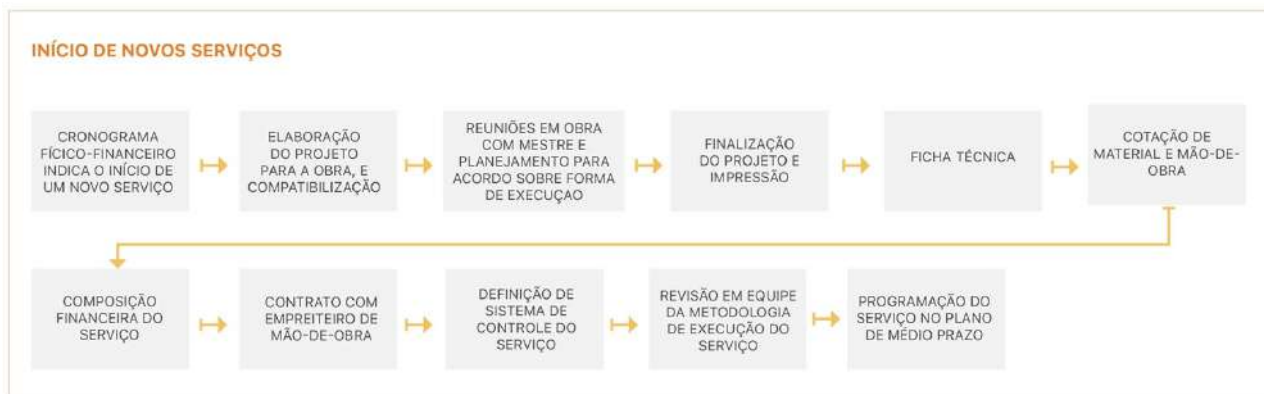 INÍCIO DE NOVOS SERVIÇOS
CRONOGRAMA
FÍCICO-FINANCEIRO
INDICA O INÍCIO DE
UM NOVO SERVIÇO
ELABORAÇÃO
DO PROJETO
PARA A OBRA, E
COMPATIBILIZAÇÃO
REUNIÕES EM OBRA
COM MESTRE E
PLANEJAMENTO PARA
ACORDO SOBRE FORMA
DE EXECUÇAO
FINALIZAÇÃO
DO PROJETO E
IMPRESSÃO
FICHA TÉCNICA
COTAÇÃO DE
MATERIAL E MÃO-DE-
OBRA
COMPOSIÇÃO
FINANCEIRA DO
SERVIÇO
CONTRATO COM
EMPREITEIRO DE
MÃO-DE-OBRA
DEFINIÇÃO DE
SISTEMA DE
CONTROLE DO
SERVIÇO
REVISÃO EM EQUIPE
DA METODOLOGIA
DE EXECUÇÃO DO
SERVIÇO
PROGRAMAÇÃO DO
SERVIÇO NO PLANO
DE MÉDIO PRAZO